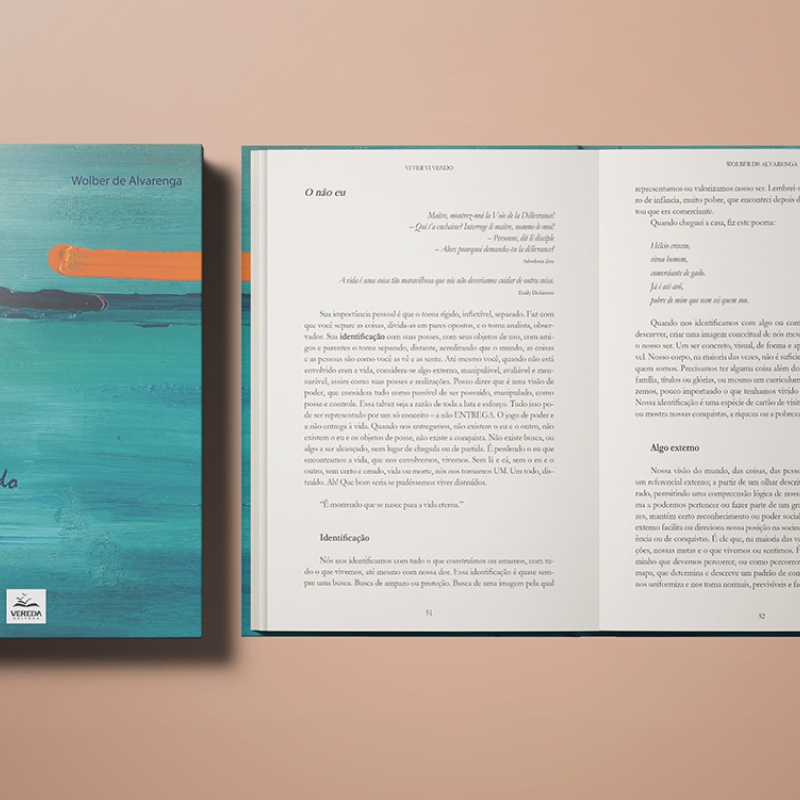 Wolber de Alvarenga
do
VEREDA
EDITORA
VIVER VIVENDO
O não eu
Maitre, montrez-moi la Voie de la Délivrance!
– Qui t'a enchaîné? Interroge li maitre, nomme-le-moi!
– Personne, dit li disciple
– Alors pourquoi demandez-tu la délivrance?
A vida é uma coisa tão maravilhosa que nós não deveríamos cuidar de outra coisa.
Emily Dickinson
Sua importância pessoal é que o torna rígido, inflexível, separado. Faz com
que você separe as coisas, divida-as em pares opostos, e o torna analista, obser-
vador. Sua identificação com suas posses, com seus objetos de uso, com ami-
gos e parentes o torna separado, distante, acreditando que o mundo, as coisas
e as pessoas são como você as vê e as sente. Até mesmo você, quando não está
envolvido com a vida, considera-se algo externo, manipulável, avaliável e men-
surável, assim como suas posses e realizações. Posso dizer que é uma visão de
poder, que considera tudo como passível de ser possuído, manipulado, como
posse e controle. Essa talvez seja a razão de toda a luta e esforço. Tudo isso po-
de ser representado por um só conceito – a não ENTREGA. O jogo de poder e
a não entrega à vida. Quando nos entregamos, não existem o eu e o outro, não
existem o eu e os objetos de posse, não existe a conquista. Não existe busca, ou
algo a ser alcançado, nem lugar de chegada ou de partida. É perdendo o eu que
encontramos a vida, que nos envolvemos, vivemos. Sem lá e cá, sem o eu e o
outro, sem certo e errado, vida ou morte, nós nos tornamos UM. Um todo, dis-
traído. Ah! Que bom seria se pudéssemos viver distraídos.
“É morrendo que se nasce para a vida eterna.”
Identificação
Nós nos identificamos com tudo o que construímos ou amamos, com tu-
do o que vivemos, até mesmo com nossa dor. Essa identificação é quase sem-
pre uma busca. Busca de amparo ou proteção. Busca de uma imagem pela qual
51
WOLBER DE ALVARENGA
representamos ou valorizamos nosso ser. Lembrei-
ro de infância, muito pobre, que encontrei depois d
tou que era comerciante.
Quando cheguei a casa, fiz este poema:
Hélcio cresceu,
virou homem,
comerciante de gado.
Já é até avô,
pobre de mim que nem sei quem sou.
Quando nos identificamos com algo ou com
descrever, criar uma imagem conceitual de nós mes
o nosso ser. Um ser concreto, visual, de forma e ap
vel. Nosso corpo, na maioria das vezes, não é suficie
quem somos. Precisamos ter alguma coisa além do
família, títulos ou glórias, ou mesmo um curriculum
zemos, pouco importando o que tenhamos vivido
Nossa identificação é uma espécie de cartão de visit
ou mostra nossas conquistas, a riqueza ou a pobreza
Algo externo
Nossa visão do mundo, das coisas, das pesso
um referencial externo; a partir de um olhar descrit
rado, permitindo uma compreensão lógica de nosso
ma a podermos pertencer ou fazer parte de um gru
zes, mantém certo reconhecimento ou poder social
externo facilita ou direciona nossa posição na socied
ência ou de conquistas. É ele que, na maioria das ve
ções, nossas metas e o que vivemos ou sentimos. É
minho que devemos percorrer, ou como percorrer
mapa, que determina e descreve um padrão de com
nos uniformiza e nos torna normais, previsíveis e fa
52